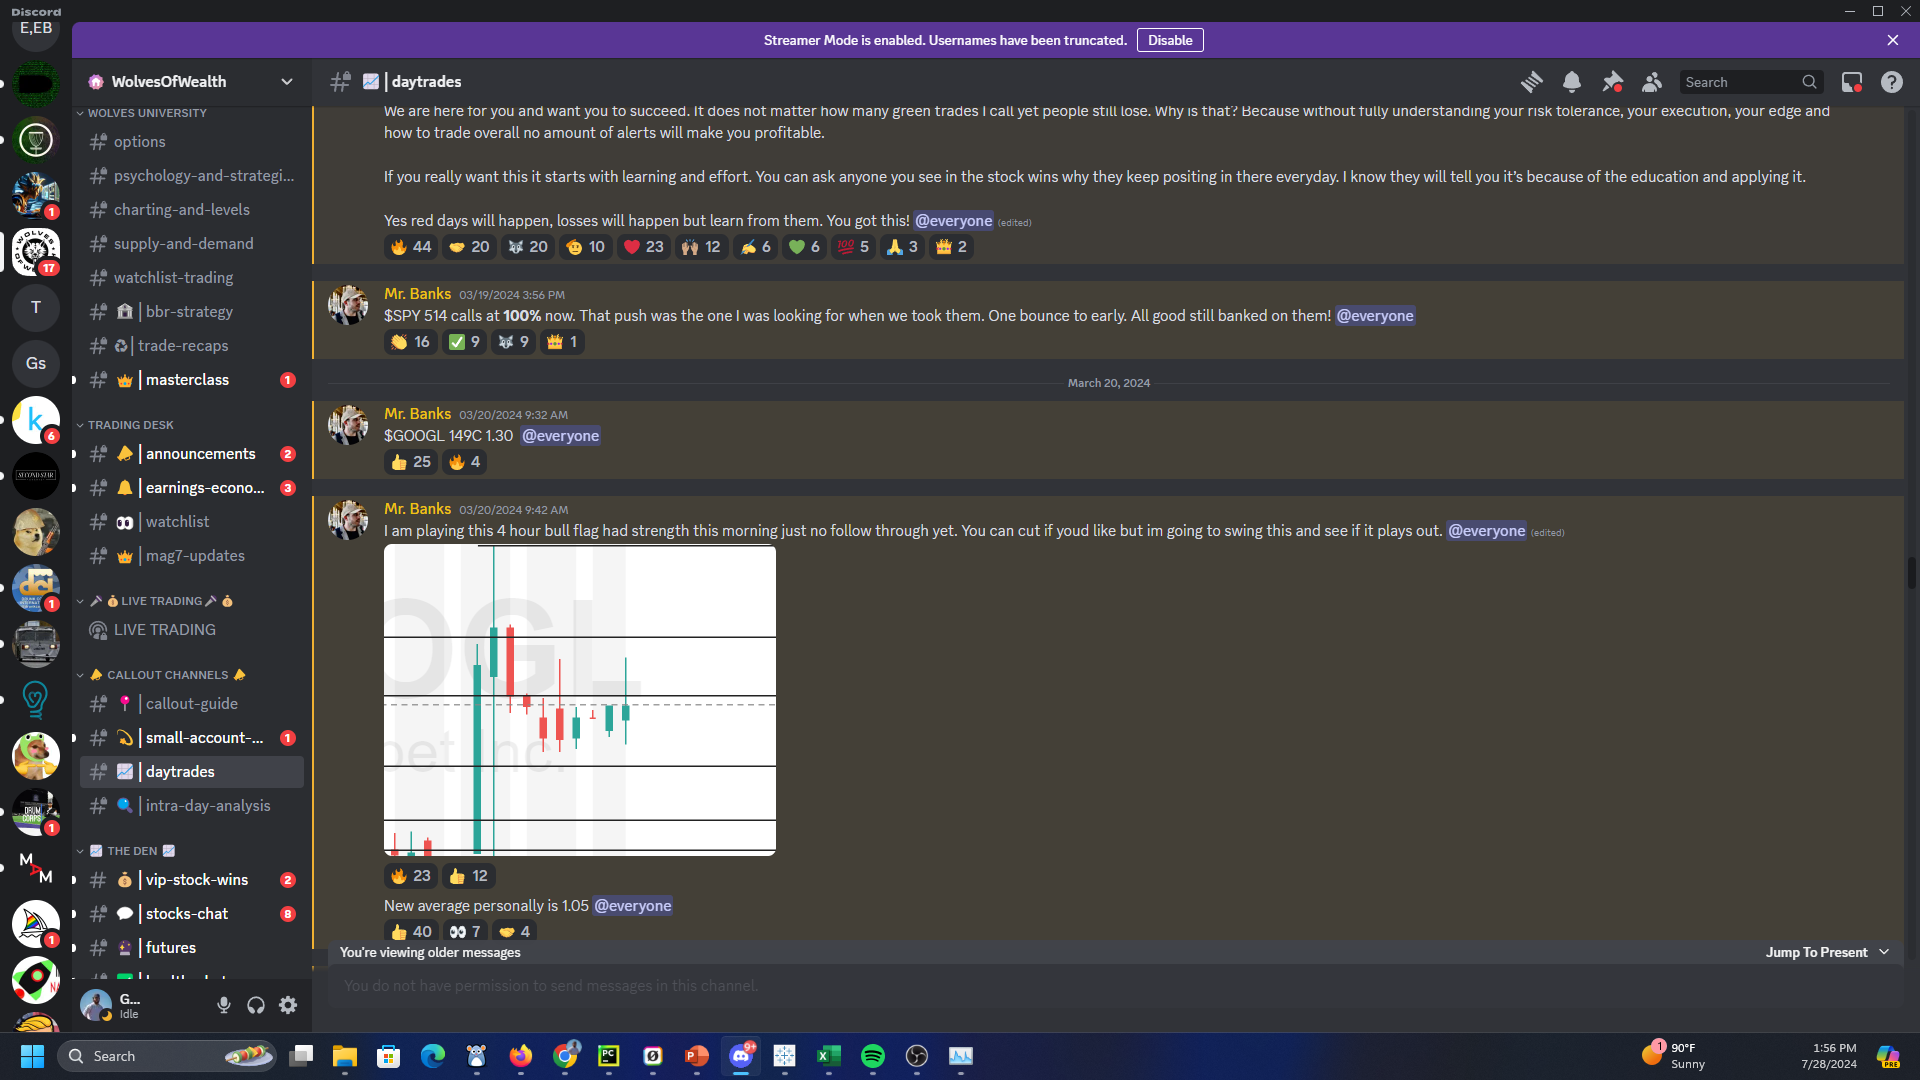 Discord
Streamer Mode is enabled. Usernames have been truncated.
Disable
E,EB
WolvesOfWealth
| daytrades
Search
WOLVES UNIVERSITY
options
psychology-and-strategi...
charting-and-levels
supply-and-demand
watchlist-trading
| bbr-strategy
| trade-recaps
| masterclass
1
TRADING DESK
| announcements
2
| earnings-econo...
3
| watchlist
| mag7-updates
LIVE TRADING
LIVE TRADING
CALLOUT CHANNELS
| callout-guide
| small-account-...
1
| daytrades
| intra-day-analysis
THE DEN
| vip-stock-wins
2
| stocks-chat
8
| futures
1
17
T
Gs
k
6
SECOND STAR
dci
1
DRUM CORPS
1
M A M
1
G...
Idle
We are here for you and want you to succeed. It does not matter how many green trades I call yet people still lose. Why is that? Because without fully understanding your risk tolerance, your execution, your edge and
how to trade overall no amount of alerts will make you profitable.
If you really want this it starts with learning and effort. You can ask anyone you see in the stock wins why they keep positing in there everyday. I know they will tell you it's because of the education and applying it.
Yes red days will happen, losses will happen but learn from them. You got this! @everyone (edited)
44 20 20 10 23 12 6 6 100 5 3 2
Mr. Banks 03/19/2024 3:56 PM
$SPY 514 calls at 100% now. That push was the one I was looking for when we took them. One bounce to early. All good still banked on them! @everyone
16 9 9 1
March 20, 2024
Mr. Banks 03/20/2024 9:32 AM
$GOOGL 149C 1.30 @everyone
25 4
Mr. Banks 03/20/2024 9:42 AM
I am playing this 4 hour bull flag had strength this morning just no follow through yet. You can cut if youd like but im going to swing this and see if it plays out. @everyone (edited)
OGL
bet Inc.
23 12
New average personally is 1.05 @everyone
40 7 4
You're viewing older messages
Jump To Present
You do not have permission to send messages in this channel.
Search
PC
P
9+
X
1
90°F
Sunny
1:56 PM
7/28/2024
PRE